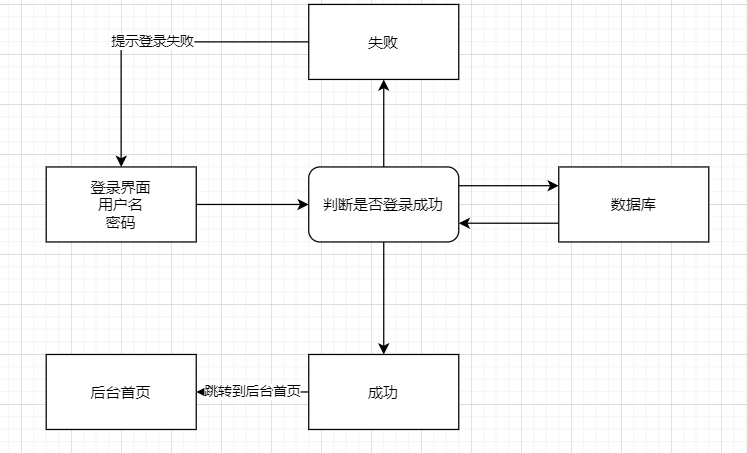 失败
提示登录失败
登录界面
用户名
密码
判断是否登录成功
数据库
后台首页
跳转到后台首页
成功